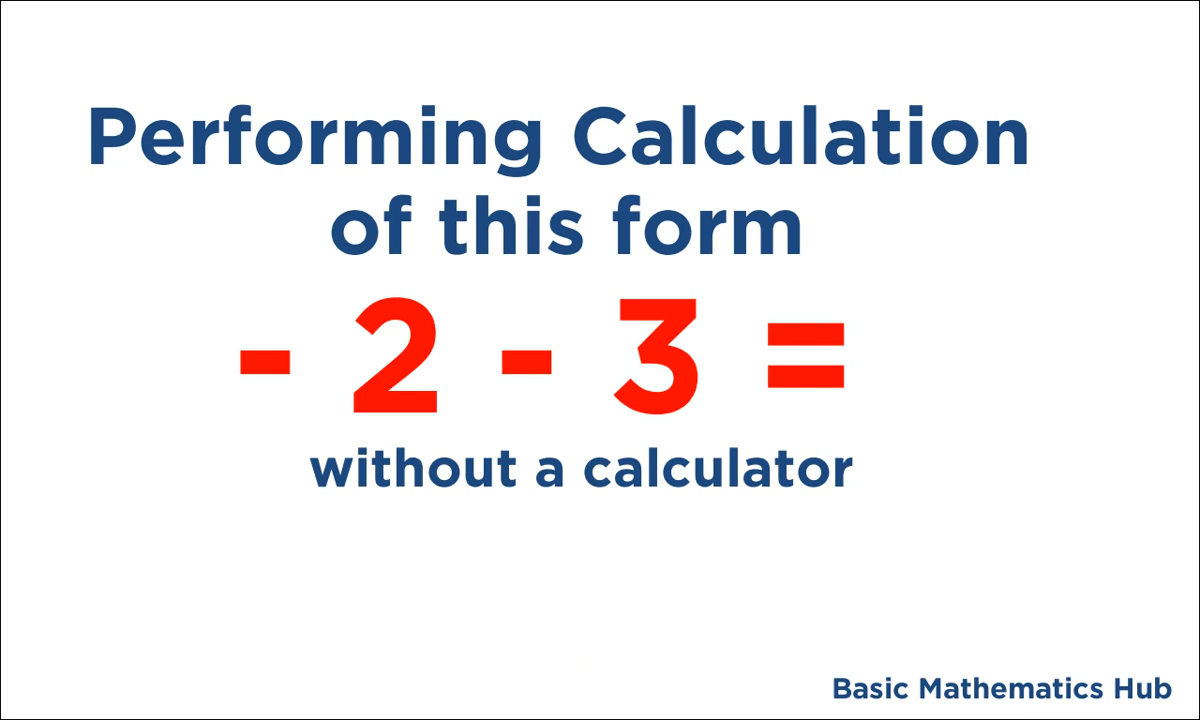 Performing Calculation
of this form
- 2 - 3 =
without a calculator
Basic Mathematics Hub